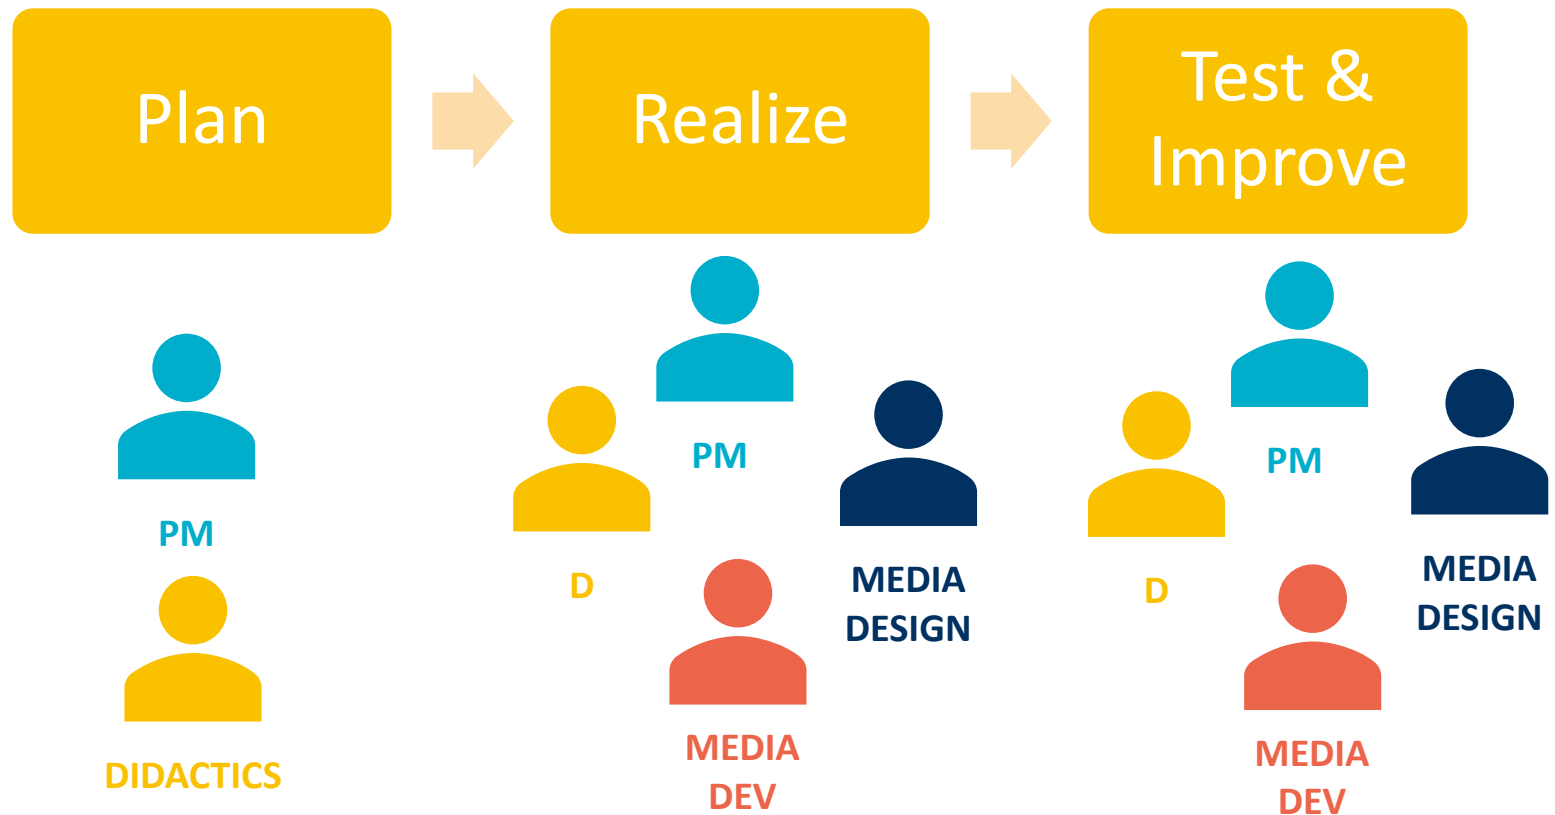 Plan
Realize
Test &
Improve
PM
DIDACTICS
PM
D
MEDIA
DESIGN
MEDIA
DEV
PM
D
MEDIA
DESIGN
MEDIA
DEV